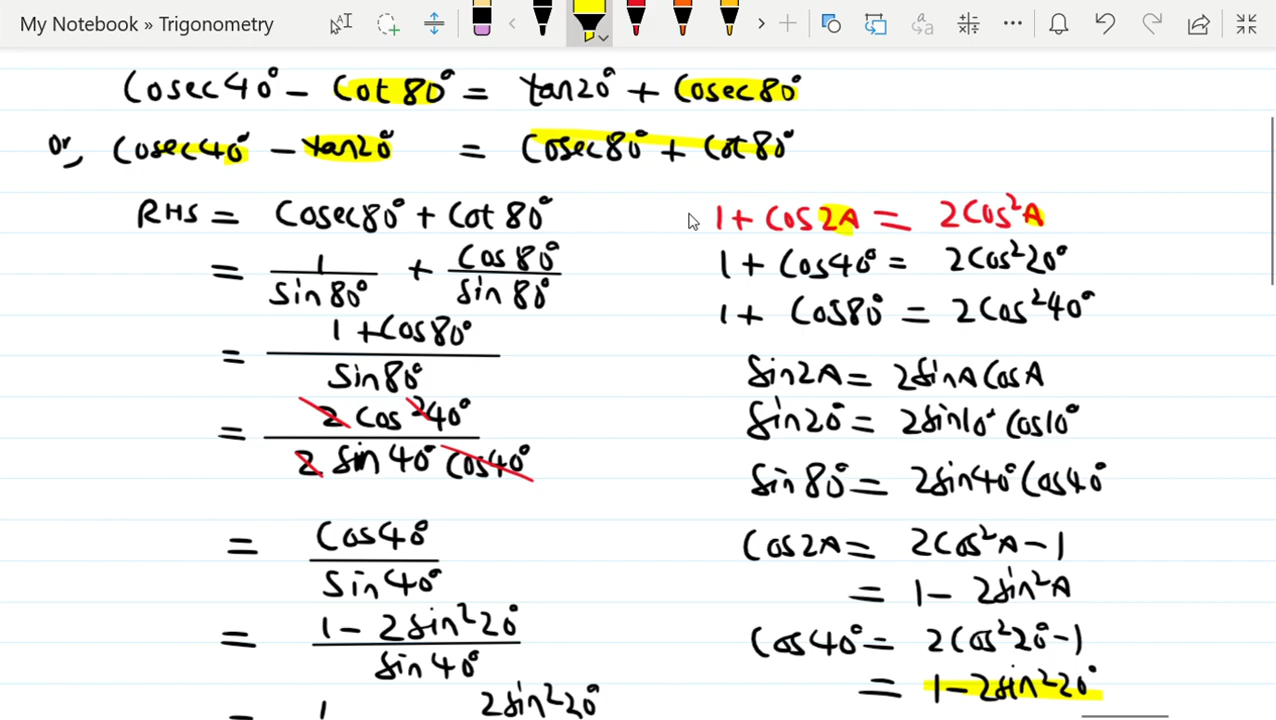 My Notebook » Trigonometry
Cosec40° - Cot80° = tan20° + Cosec80°
Or, Cosec40° - tan20° = Cosec80° + Cot80°
RHS = Cosec80° + Cot80°
= 1/sin80° + Cos80°/sin80°
= (1 + Cos80°)/Sin80°
= 2 Cos²40°/2 Sin40° Cos40°
= Cos40°/Sin40°
= (1 - 2sin²20°)/sin40°
= 1 2sin²20°
1 + Cos2A = 2Cos²A
1 + Cos40° = 2Cos²20°
1 + Cos80° = 2Cos²40°
Sin2A = 2sinA CosA
Sin20° = 2sin10° Cos10°
Sin80° = 2sin40° Cos40°
Cos2A = 2Cos²A - 1
= 1 - 2sin²A
Cos40° = 2Cos²20° - 1
= 1 - 2sin²20°